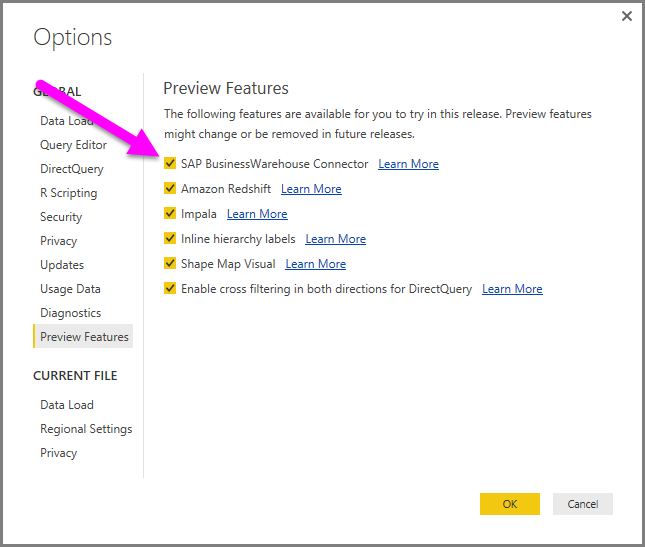 Options
GLOBAL
Data Load
Query Editor
DirectQuery
R Scripting
Security
Privacy
Updates
Usage Data
Diagnostics
Preview Features
CURRENT FILE
Data Load
Regional Settings
Privacy
Preview Features
The following features are available for you to try in this release. Preview features
might change or be removed in future releases.
SAP BusinessWarehouse Connector Learn More
Amazon Redshift Learn More
Impala Learn More
Inline hierarchy labels Learn More
Shape Map Visual Learn More
Enable cross filtering in both directions for DirectQuery Learn More
OK
Cancel